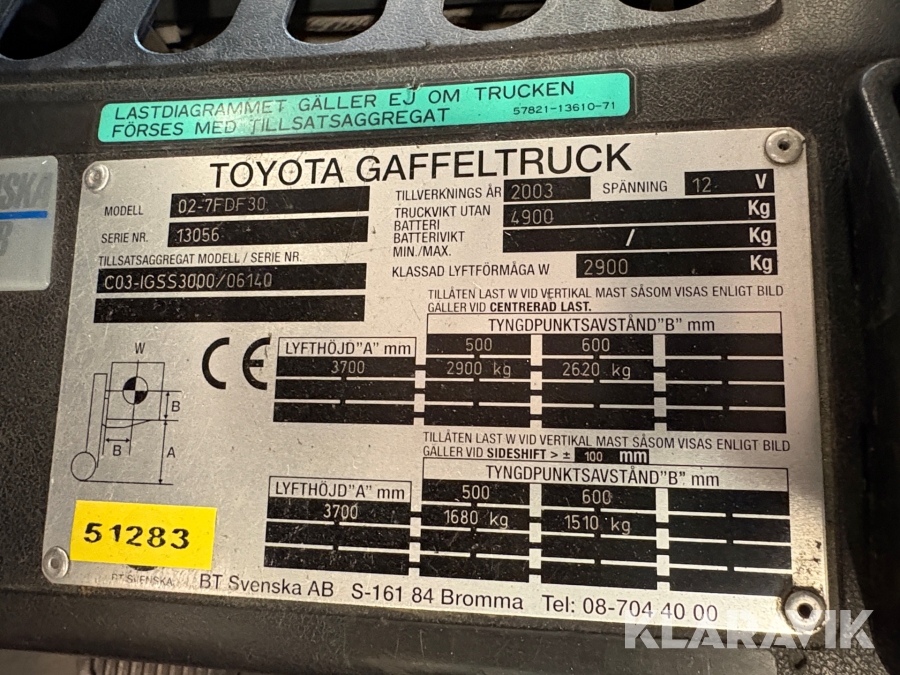 LASTDIAGRAMMET GÄLLER EJ OM TRUCKEN
FÖRSES MED TILLSATSAGGREGAT 57821-13610-71
TOYOTA GAFFELTRUCK
MODELL 02-7FDF30
SERIE NR. 13056
TILLSATSAGGREGAT MODELL / SERIE NR.
C03-IGSS3000/06140
TILLVERKNINGS ÅR 2003 SPÄNNING 12 V
TRUCKVIKT UTAN BATTERI 4900 Kg
BATTERIVIKT MIN./MAX. / Kg
KLASSAD LYFTFÖRMÅGA W 2900 Kg
TILLÅTEN LAST W VID VERTIKAL MAST SÅSOM VISAS ENLIGT BILD
GÄLLER VID CENTRERAD LAST.
TYNGDPUNKTSAVSTÅND"B" mm
LYFTHÖJD"A" mm 500 600
3700 2900 kg 2620 kg
W
B
B
A
CE
TILLÅTEN LAST W VID VERTIKAL MAST SÅSOM VISAS ENLIGT BILD
GÄLLER VID SIDESHIFT > ± 100 mm
TYNGDPUNKTSAVSTÅND"B" mm
LYFTHÖJD"A" mm 500 600
3700 1680 kg 1510 kg
51283
BT SVENSKA
BT Svenska AB S-161 84 Bromma Tel: 08-704 40 00
KLARAVIK